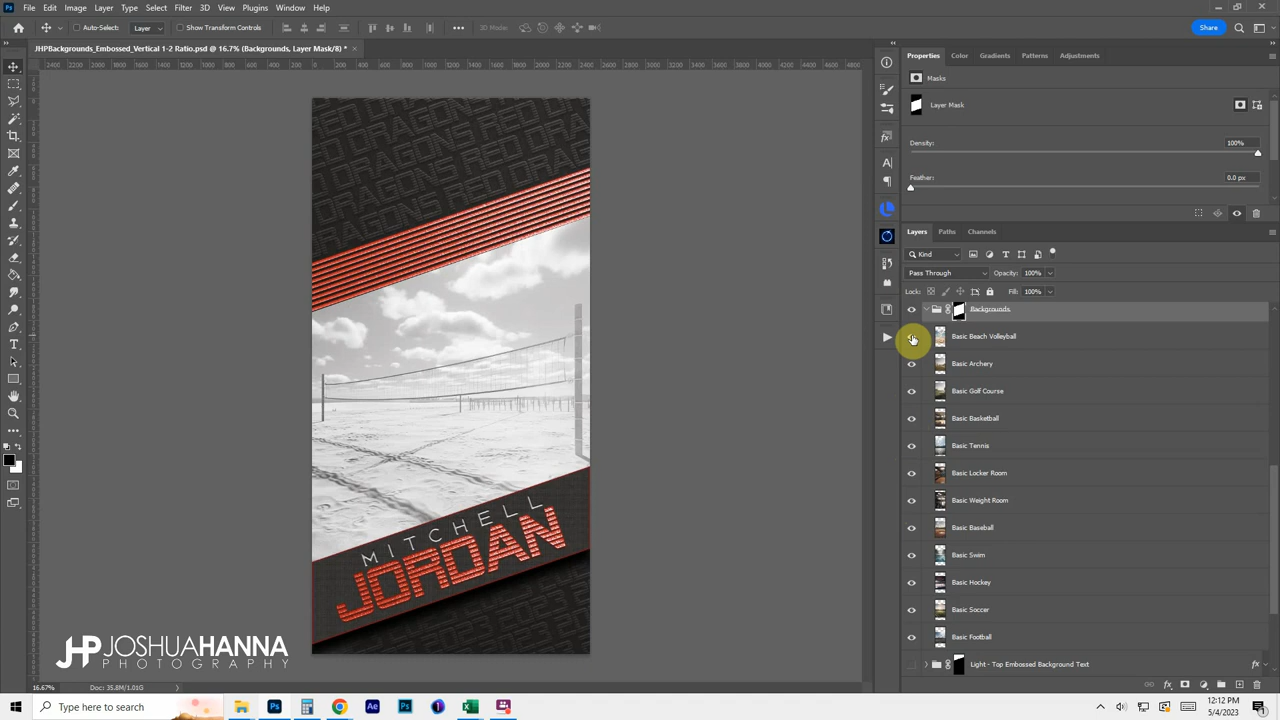 File Edit Image Layer Type Select Filter 3D View Plugins Window Help
Auto-Select: Layer Show Transform Controls 3D Mode: Share
JHPBackgrounds_Embossed_Vertical 1-2 Ratio.psd @ 16.7% (Backgrounds, Layer Mask/8) *
Properties Color Gradients Patterns Adjustments
Masks
Layer Mask
Density: 100%
Feather: 0.0 px
Layers Paths Channels
Kind
Pass Through Opacity: 100%
Lock: Fill: 100%
Backgrounds
Basic Beach Volleyball
Basic Archery
Basic Golf Course
Basic Basketball
Basic Tennis
Basic Locker Room
Basic Weight Room
Basic Baseball
Basic Swim
Basic Hockey
Basic Soccer
Basic Football
Light - Top Embossed Background Text
RED DRAGONS RED DRAGONS
MITCHELL
JORDAN
JHP JOSHUAHANNA
PHOTOGRAPHY
16.67% Doc: 35.8M/1.01G
Type here to search
12:12 PM
5/4/2023